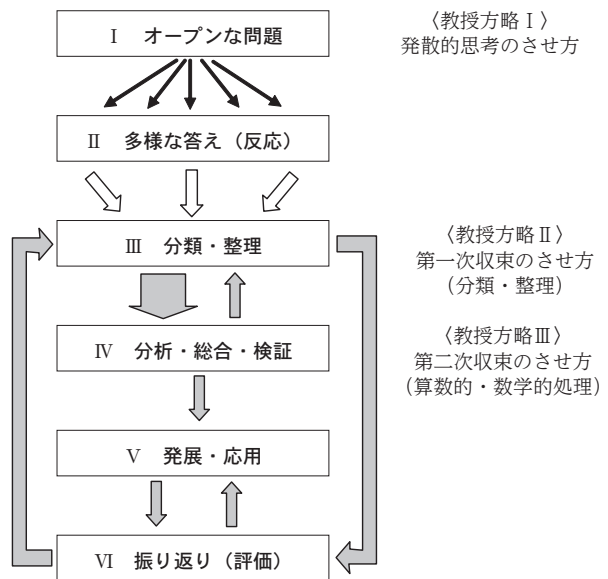 Ⅰ オープンな問題
〈教授方略Ⅰ〉
発散的思考のさせ方
Ⅱ 多様な答え（反応）
Ⅲ 分類・整理
〈教授方略Ⅱ〉
第一次収束のさせ方
（分類・整理）
Ⅳ 分析・総合・検証
〈教授方略Ⅲ〉
第二次収束のさせ方
（算数的・数学的処理）
Ⅴ 発展・応用
Ⅵ 振り返り（評価）